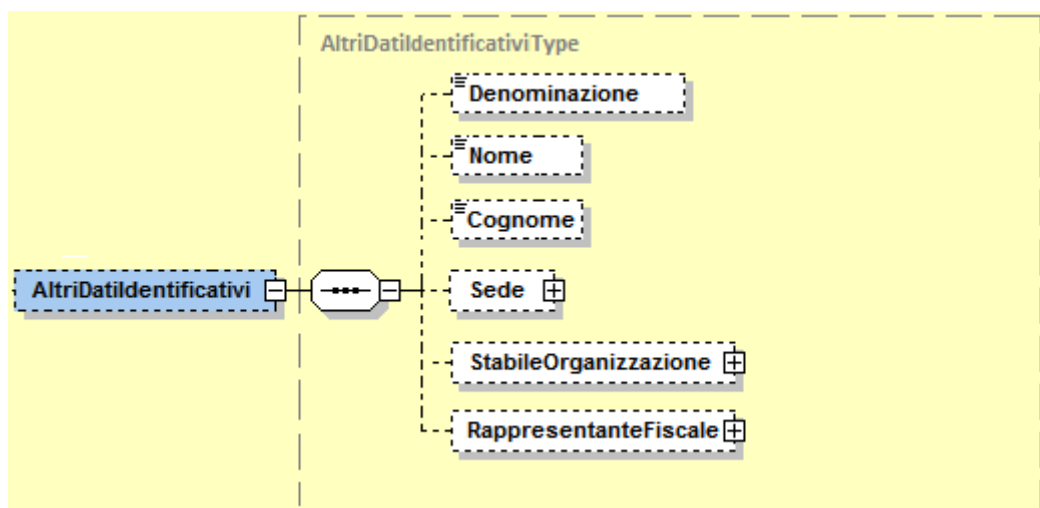 AltriDatiIdentificativiType
Denominazione
Nome
Cognome
AltriDatiIdentificativi
Sede
StabileOrganizzazione
RappresentanteFiscale